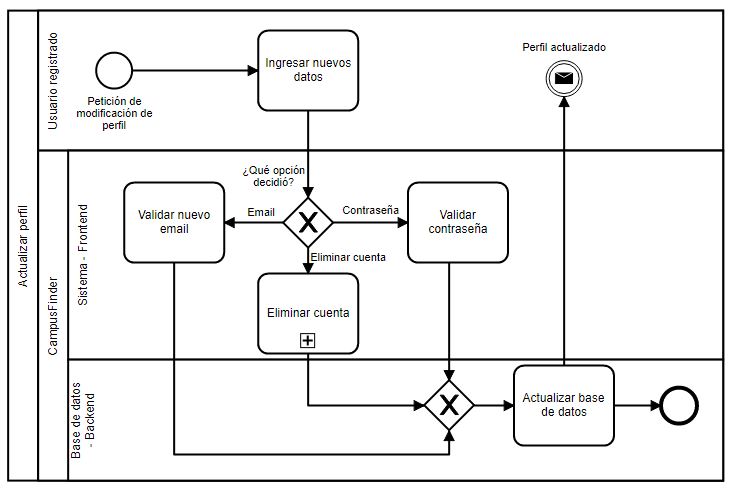 Actualizar perfil
Usuario registrado
Petición de
modificación de
perfil
Ingresar nuevos
datos
Perfil actualizado
CampusFinder
Sistema - Frontend
¿Qué opción
decidió?
Validar nuevo
email
Email
Contraseña
Validar
contraseña
Eliminar cuenta
Eliminar cuenta
Base de datos
- Backend
Actualizar base
de datos